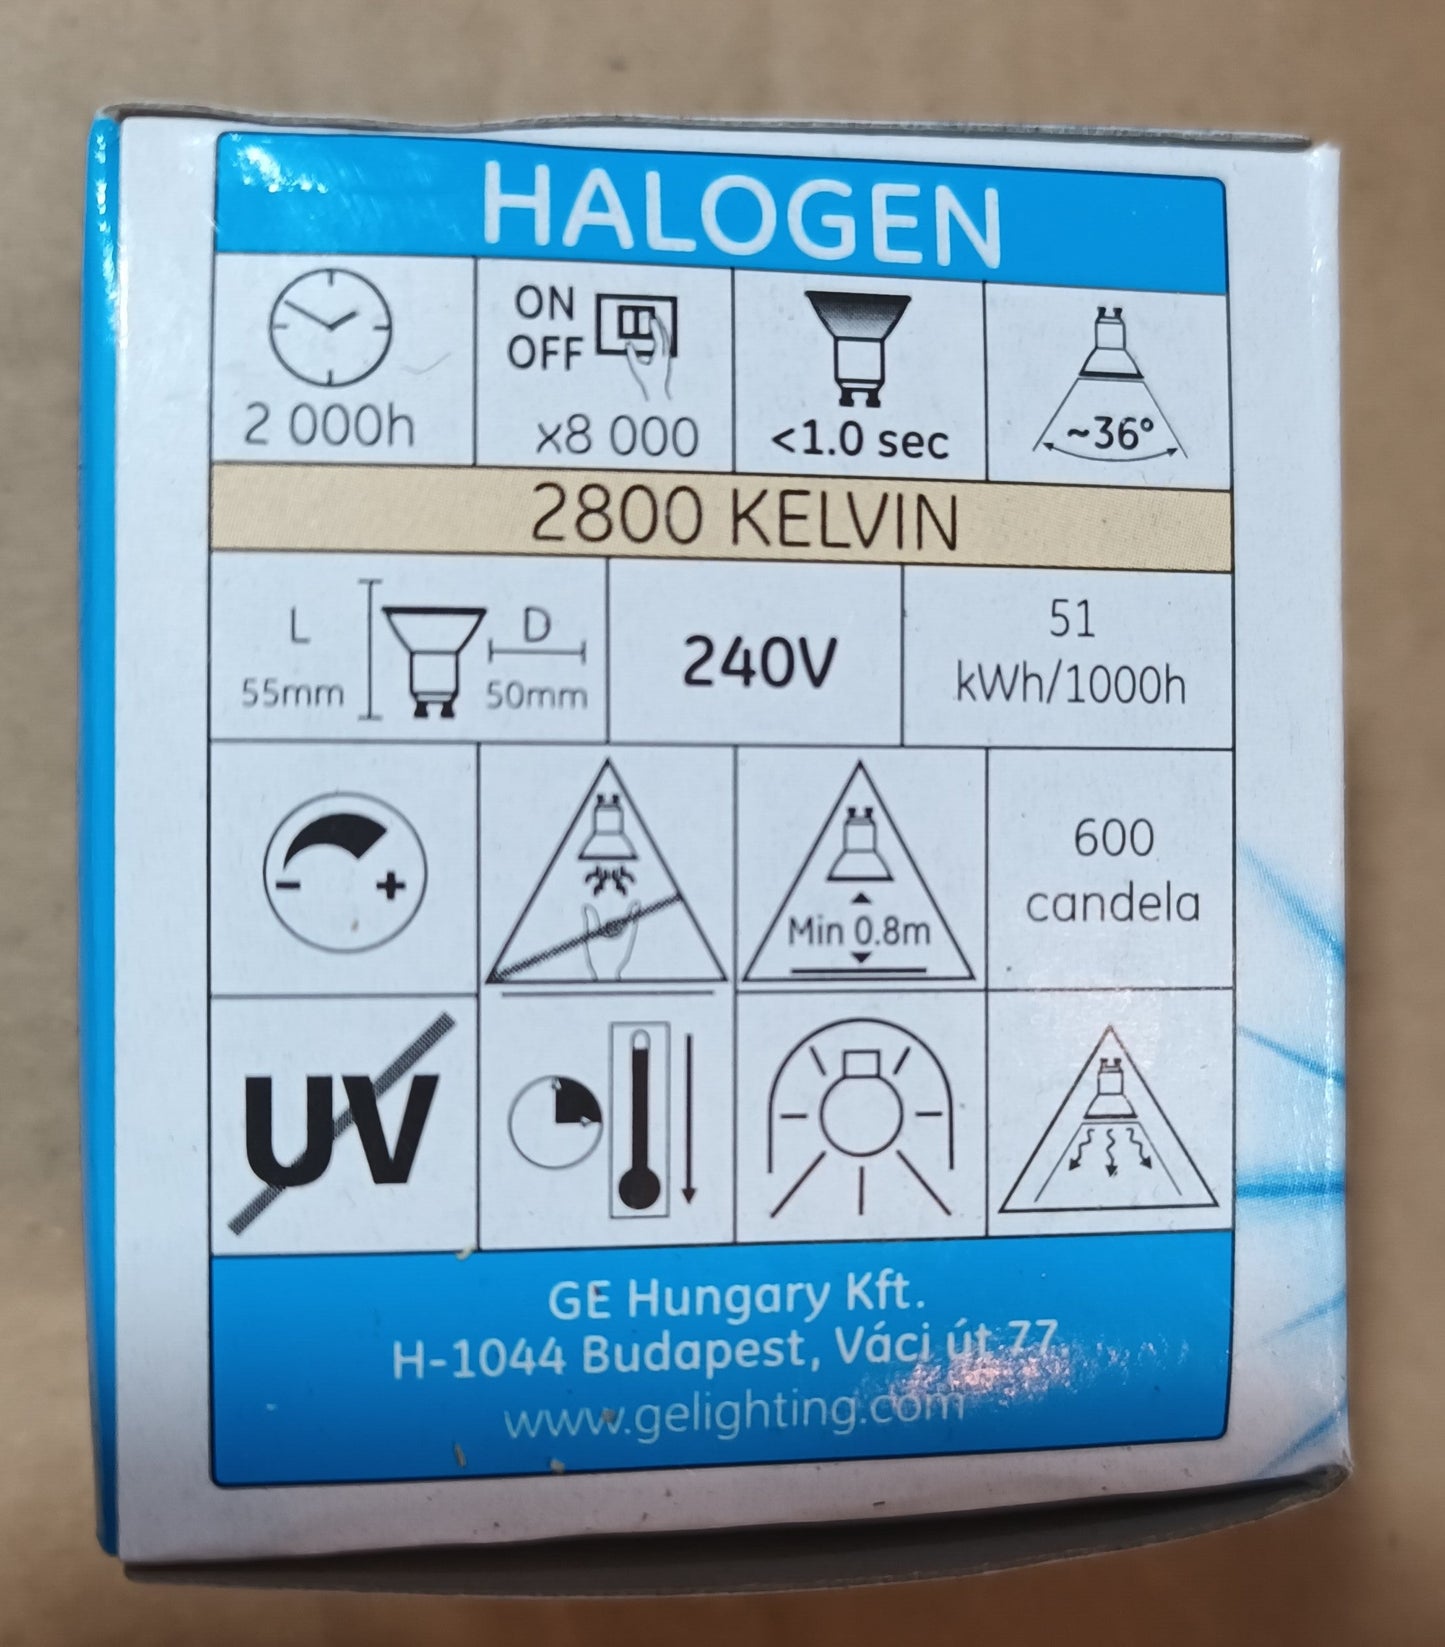 HALOGEN
2 000h
ON
OFF
x8 000
<1.0 sec
~36°
2800 KELVIN
L
55mm
D
50mm
240V
51
kWh/1000h
- +
Min 0.8m
600
candela
UV
GE Hungary Kft.
H-1044 Budapest, Váci út 77.
www.gelighting.com